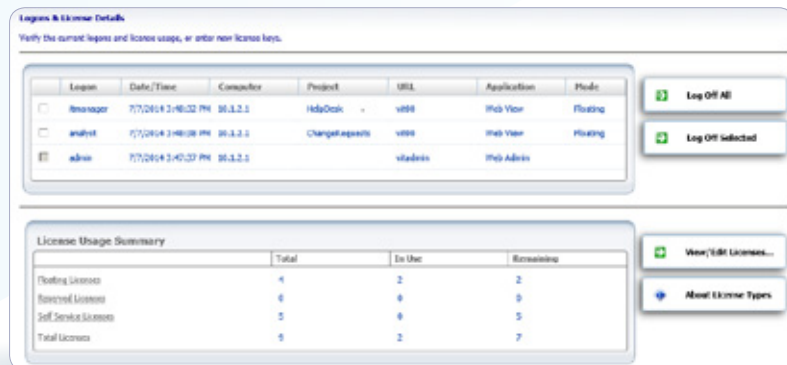 Logons & License Details
Verify the current logons and license usage, or enter new license keys.
Logon Date/Time Computer Project URL Application Mode
itmanager 7/7/2014 3:48:32 PM 10.1.2.1 HelpDesk Web View Floating
analyst 7/7/2014 3:48:08 PM 10.1.2.1 ChangeRequests Web View Floating
admin 7/7/2014 3:47:37 PM 10.1.2.1 vitadmin Web Admin
Log Off All
Log Off Selected
License Usage Summary
Total In Use Remaining
Floating Licenses 4 2 2
Reserved Licenses 0 0 0
Self Service Licenses 5 0 5
Total Licenses 9 2 7
View/Edit Licenses...
About License Types